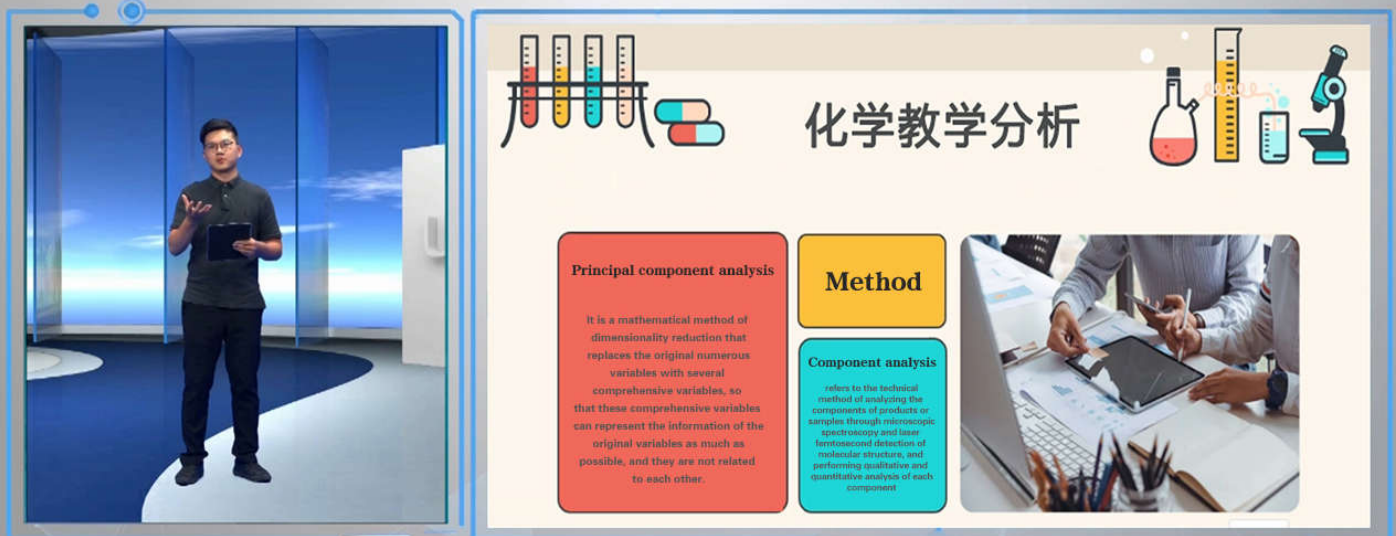 化学教学分析
Principal component analysis
It is a mathematical method of
dimensionality reduction that
replaces the original numerous
variables with several
comprehensive variables, so
that these comprehensive variables
can represent the information of the
original variables as much as
possible, and they are not related
to each other.
Method
Component analysis
refers to the technical
method of analyzing the
components of products or
samples through microscopic
spectroscopy and laser
femtosecond detection of
molecular structure, and
performing qualitative and
quantitative analysis of each
component